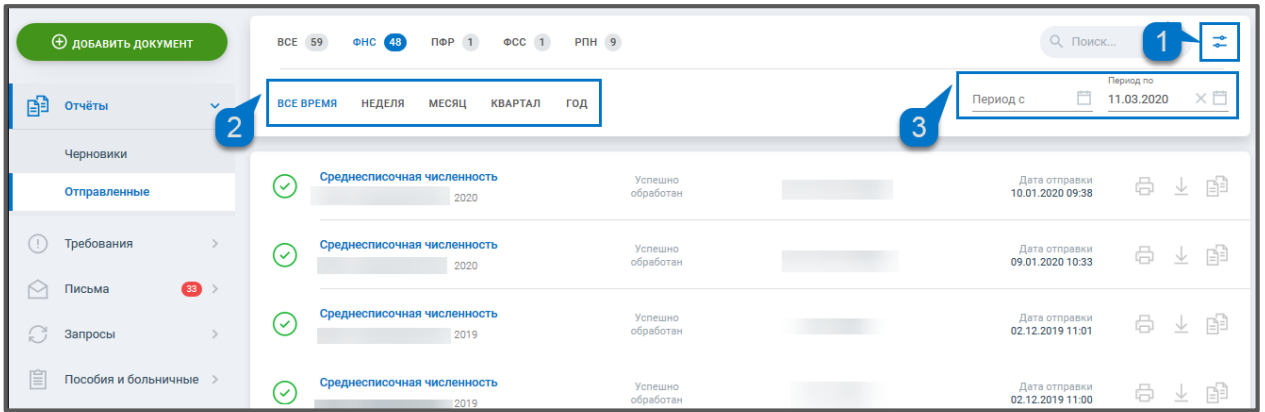 ДОБАВИТЬ ДОКУМЕНТ
Отчёты
Черновики
Отправленные
Требования
Письма 33
Запросы
Пособия и больничные
ВСЕ 59 ФНС 48 ПФР 1 ФСС 1 РПН 9
Поиск...
1
ВСЕ ВРЕМЯ НЕДЕЛЯ МЕСЯЦ КВАРТАЛ ГОД
2
Период с
Период по
11.03.2020
3
Среднесписочная численность
2020
Успешно
обработан
Дата отправки
10.01.2020 09:38
Среднесписочная численность
2020
Успешно
обработан
Дата отправки
09.01.2020 10:33
Среднесписочная численность
2019
Успешно
обработан
Дата отправки
02.12.2019 11:01
Среднесписочная численность
2019
Успешно
обработан
Дата отправки
02.12.2019 11:00